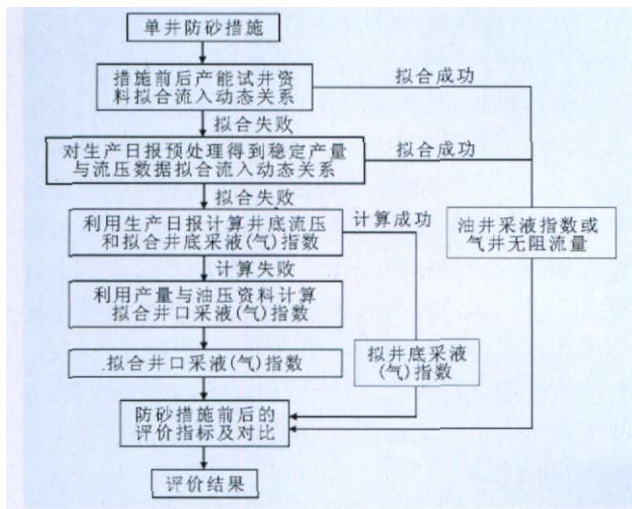 单井防砂措施
措施前后产能试井资
料拟合流入动态关系
拟合成功
拟合失败
对生产日报预处理得到稳定产量
与流压数据拟合流入动态关系
拟合成功
拟合失败
利用生产日报计算井底流压
和拟合井底采液(气)指数
计算成功
油井采液指数或
气井无阻流量
计算失败
利用产量与油压资料计算
拟合井口采液(气)指数
拟合井口采液(气)指数
拟井底采液
(气)指数
防砂措施前后的
评价指标及对比
评价结果